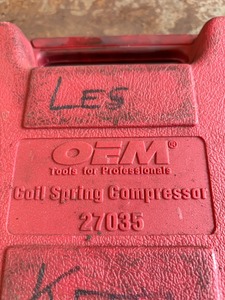 LES
OEM
Tools for Professionals
Coil Spring Compressor
27035